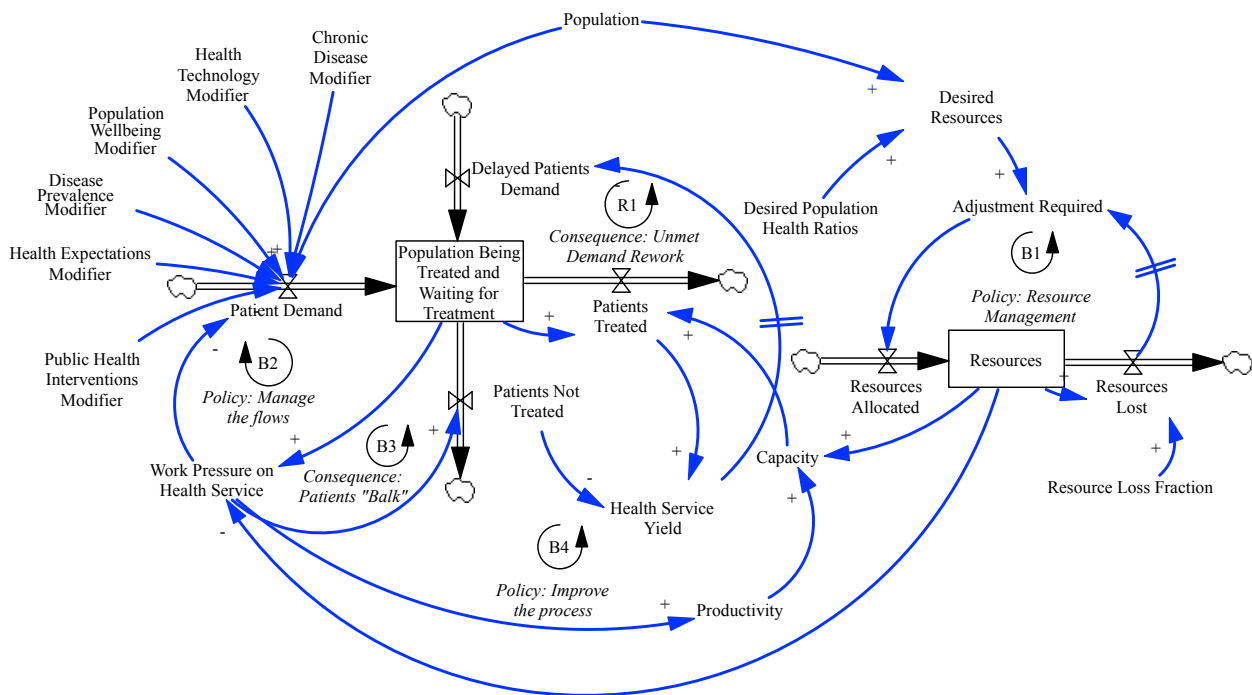 Population
Chronic
Disease
Modifier
Health
Technology
Modifier
Population
Wellbeing
Modifier
Disease
Prevalence
Modifier
Health Expectations
Modifier
Public Health
Interventions
Modifier
++
Patient Demand
-
-
B2
Policy: Manage
the flows
Delayed Patients
Demand
-
R1
Consequence: Unmet
Demand Rework
Population Being
Treated and
Waiting for
Treatment
+
Patients
Treated
+
Patients Not
Treated
-
+
B3
Consequence:
Patients "Balk"
+
Work Pressure on
Health Service
-
+
Health Service
Yield
B4
Policy: Improve
the process
+
Productivity
+
Capacity
+
+
Desired
Resources
+
Desired Population
Health Ratios
+
Adjustment Required
B1
Policy: Resource
Management
Resources
Resources
Allocated
+
Resources
Lost
+
+
Resource Loss Fraction